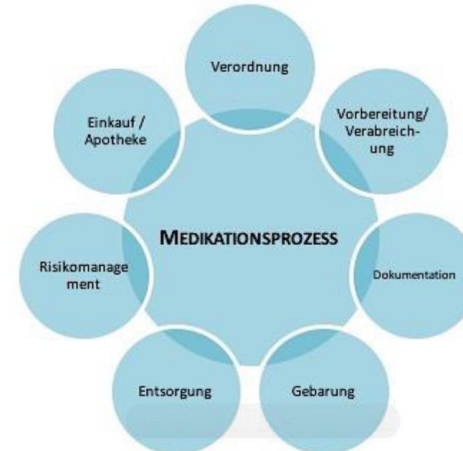 Verordnung
Vorbereitung/
Verabreich-
ung
Dokumentation
Gebarung
Entsorgung
Risikomanage
ment
Einkauf /
Apotheke
MEDIKATIONSPROZESS